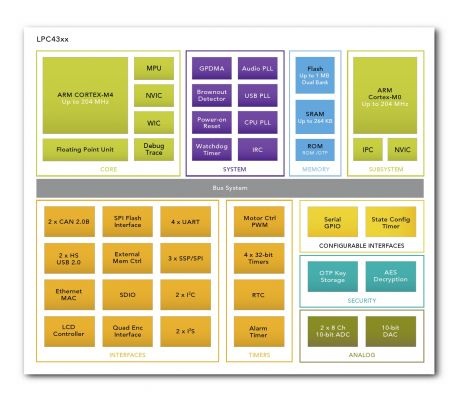 LPC43xx
ARM CORTEX-M4
Up to 204 MHz
MPU
NVIC
WIC
Floating Point Unit
Debug
Trace
CORE
GPDMA
Audio PLL
Brownout
Detector
USB PLL
Power-on
Reset
CPU PLL
Watchdog
Timer
IRC
SYSTEM
Flash
Up to 1 MB
Dual Bank
SRAM
Up to 264 KB
ROM
ROM /OTP
MEMORY
ARM
Cortex-M0
Up to 204 MHz
IPC
NVIC
SUBSYSTEM
Bus System
2 x CAN 2.0B
SPI Flash
Interface
4 x UART
2 x HS
USB 2.0
External
Mem Ctrl
3 x SSP/SPI
Ethernet
MAC
SDIO
2 x I²C
LCD
Controller
Quad Enc
Interface
2 x I²S
INTERFACES
Motor Ctrl
PWM
4 x 32-bit
Timers
RTC
Alarm
Timer
TIMERS
Serial
GPIO
State Config
Timer
CONFIGURABLE INTERFACES
OTP Key
Storage
AES
Decryption
SECURITY
2 x 8 Ch
10-bit ADC
10-bit
DAC
ANALOG